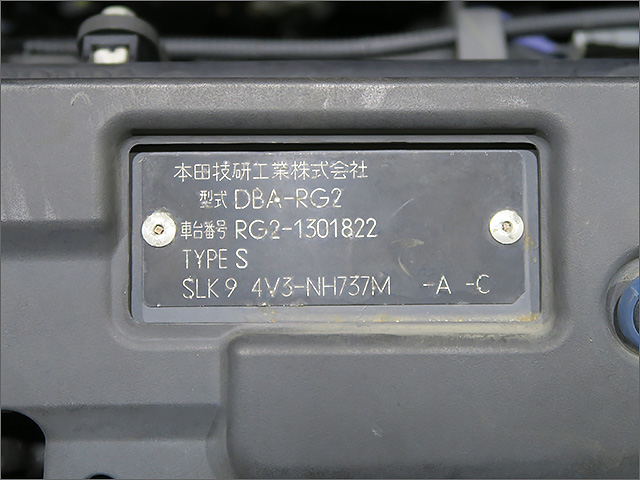 本田技研工業株式会社
型式 DBA-RG2
車台番号 RG2-1301822
TYPE S
SLK9 4V3-NH737M -A -C